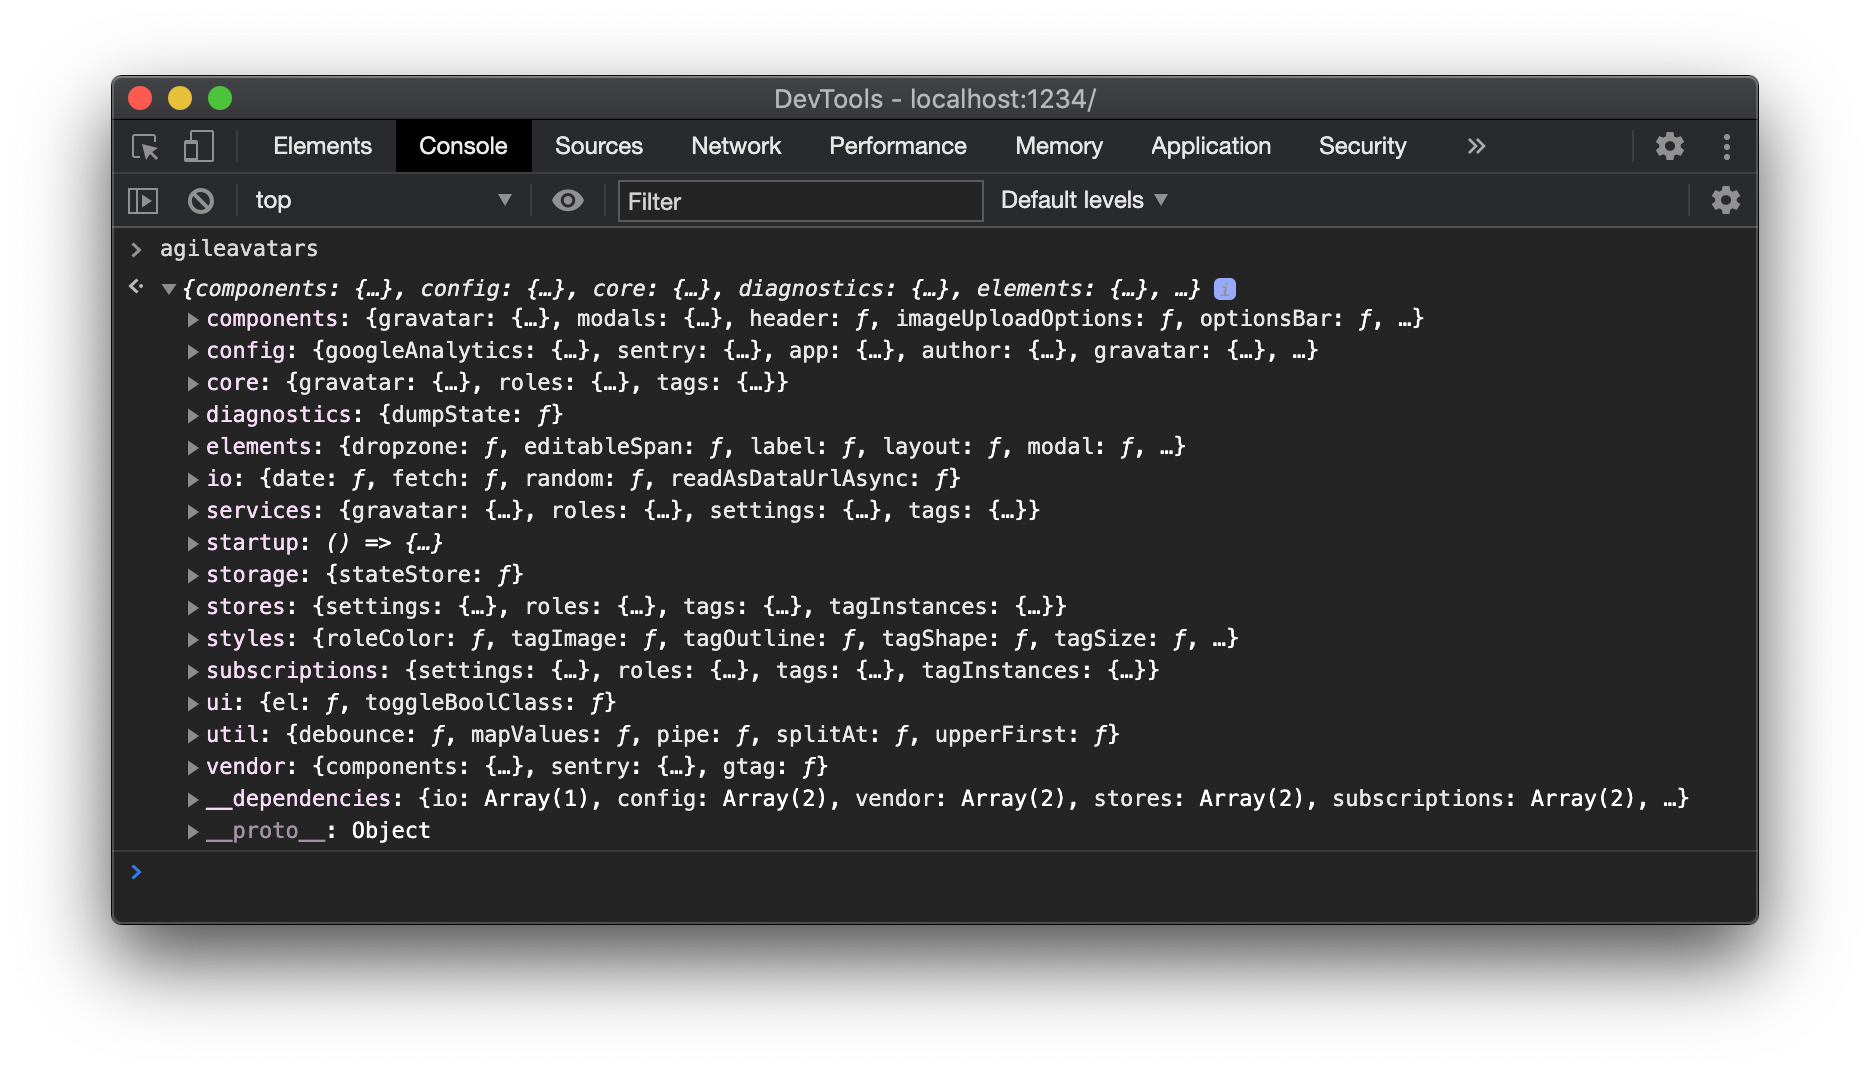 DevTools - localhost:1234/
Elements Console Sources Network Performance Memory Application Security »
top ▼ Filter Default levels ▼
> agileavatars
▼{components: {…}, config: {…}, core: {…}, diagnostics: {…}, elements: {…}, …} i
▶components: {gravatar: {…}, modals: {…}, header: ƒ, imageUploadOptions: ƒ, optionsBar: ƒ, …}
▶config: {googleAnalytics: {…}, sentry: {…}, app: {…}, author: {…}, gravatar: {…}, …}
▶core: {gravatar: {…}, roles: {…}, tags: {…}}
▶diagnostics: {dumpState: ƒ}
▶elements: {dropzone: ƒ, editableSpan: ƒ, label: ƒ, layout: ƒ, modal: ƒ, …}
▶io: {date: ƒ, fetch: ƒ, random: ƒ, readAsDataUrlAsync: ƒ}
▶services: {gravatar: {…}, roles: {…}, settings: {…}, tags: {…}}
▶startup: () => {…}
▶storage: {stateStore: ƒ}
▶stores: {settings: {…}, roles: {…}, tags: {…}, tagInstances: {…}}
▶styles: {roleColor: ƒ, tagImage: ƒ, tagOutline: ƒ, tagShape: ƒ, tagSize: ƒ, …}
▶subscriptions: {settings: {…}, roles: {…}, tags: {…}, tagInstances: {…}}
▶ui: {el: ƒ, toggleBoolClass: ƒ}
▶util: {debounce: ƒ, mapValues: ƒ, pipe: ƒ, splitAt: ƒ, upperFirst: ƒ}
▶vendor: {components: {…}, sentry: {…}, gtag: ƒ}
▶__dependencies: {io: Array(1), config: Array(2), vendor: Array(2), stores: Array(2), subscriptions: Array(2), …}
▶__proto__: Object
>